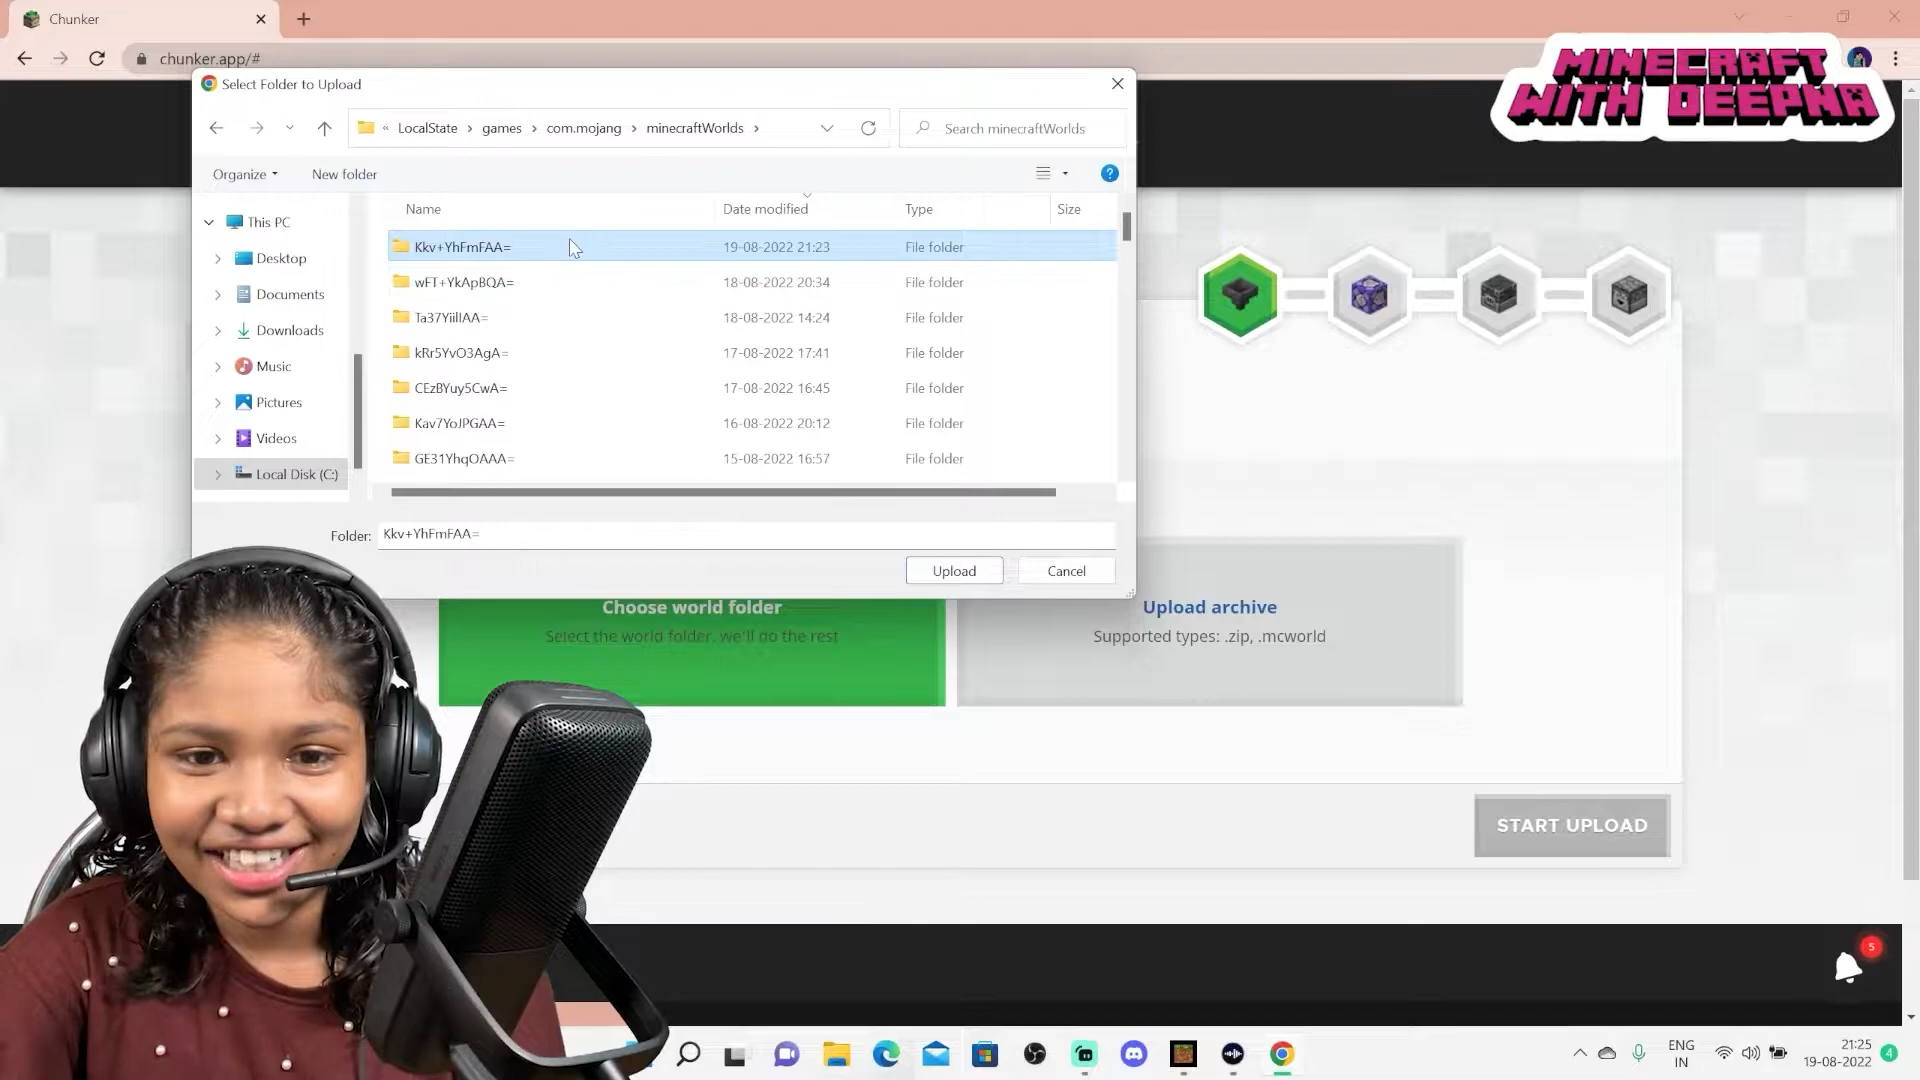 Chunker
chunker.app/#
MINECRAFT
WITH DEEPNA
Select Folder to Upload
« LocalState › games › com.mojang › minecraftWorlds ›
Search minecraftWorlds
Organize
New folder
Name
Date modified
Type
Size
This PC
Desktop
Documents
Downloads
Music
Pictures
Videos
Local Disk (C:)
Kkv+YhFmFAA= 19-08-2022 21:23 File folder
wFT+YkApBQA= 18-08-2022 20:34 File folder
Ta37YiilIAA= 18-08-2022 14:24 File folder
kRr5YvO3AgA= 17-08-2022 17:41 File folder
CEzBYuy5CwA= 17-08-2022 16:45 File folder
Kav7YoJPGAA= 16-08-2022 20:12 File folder
GE31YhqOAAA= 15-08-2022 16:57 File folder
Folder: Kkv+YhFmFAA=
Upload
Cancel
Choose world folder
Select the world folder, we'll do the rest
Upload archive
Supported types: .zip, .mcworld
START UPLOAD
5
ENG
IN
21:25
19-08-2022
4